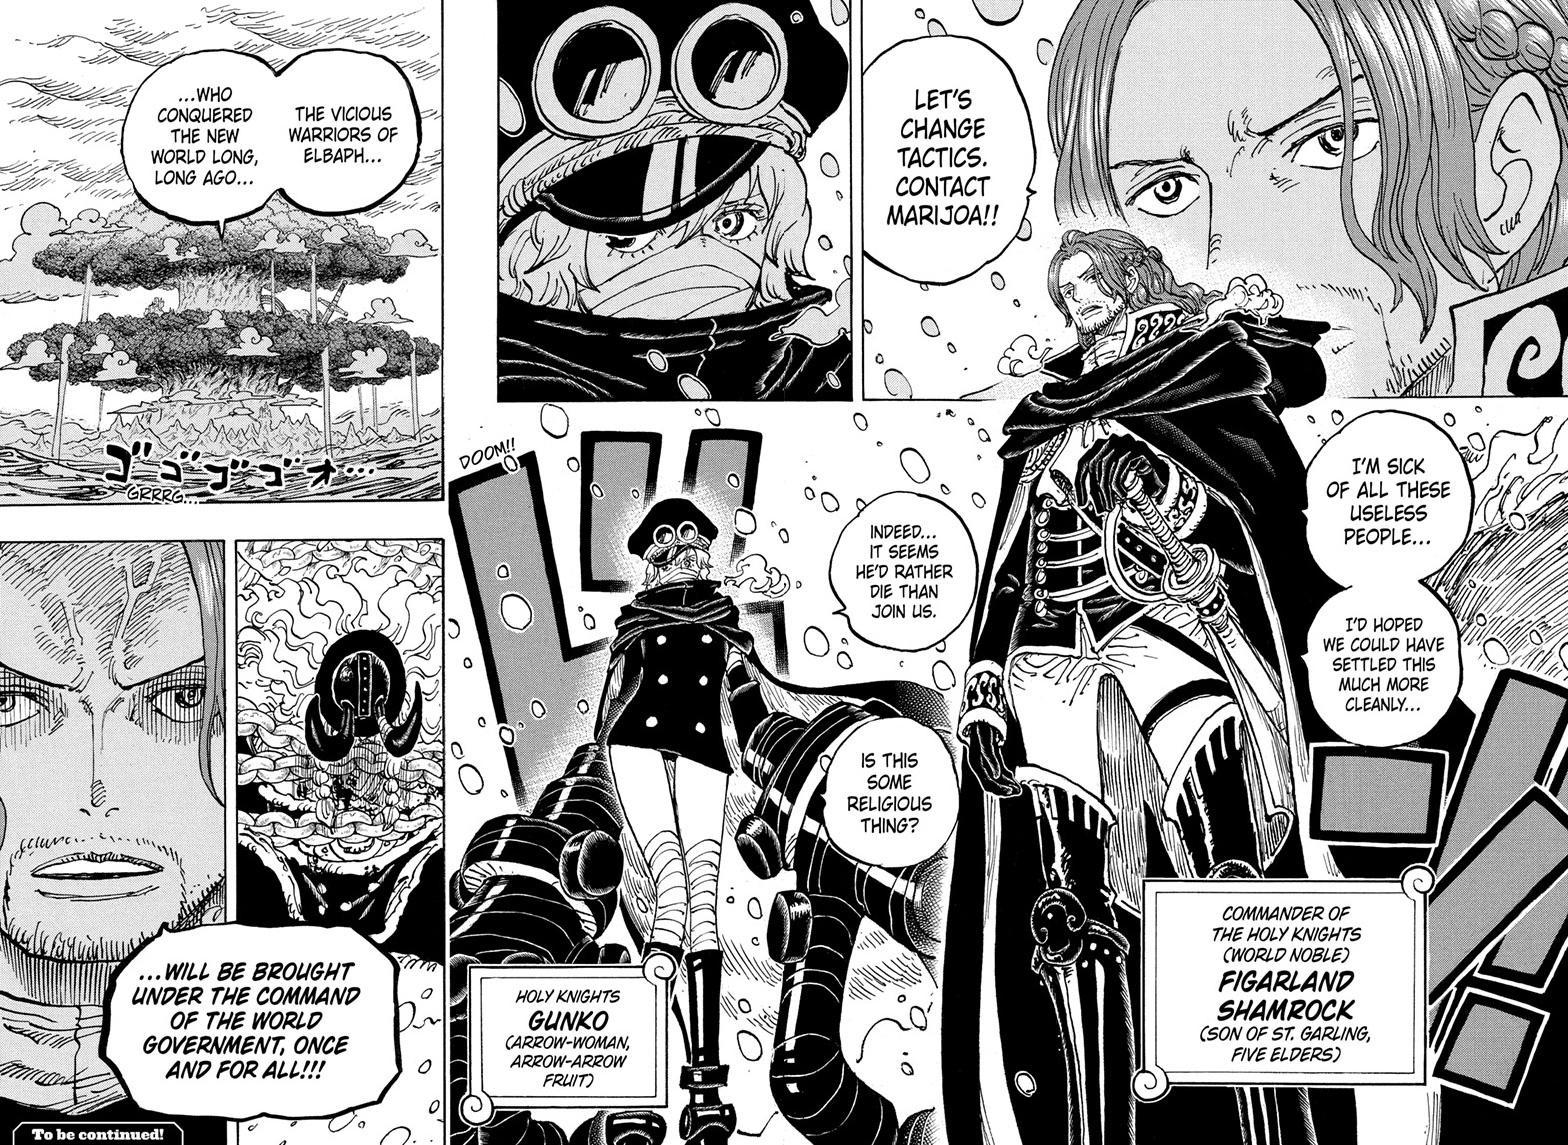 LET'S
CHANGE
TACTICS.
CONTACT
MARIJOA!!
I'M SICK
OF ALL THESE
USELESS
PEOPLE...
I'D HOPED
WE COULD HAVE
SETTLED THIS
MUCH MORE
CLEANLY...
INDEED...
IT SEEMS
HE'D RATHER
DIE THAN
JOIN US.
IS THIS
SOME
RELIGIOUS
THING?
DOOM!!
COMMANDER OF
THE HOLY KNIGHTS
(WORLD NOBLE)
FIGARLAND
SHAMROCK
(SON OF ST. GARLING,
FIVE ELDERS)
HOLY KNIGHTS
GUNKO
(ARROW-WOMAN,
ARROW-ARROW
FRUIT)
THE VICIOUS
WARRIORS OF
ELBAPH...
...WHO
CONQUERED
THE NEW
WORLD LONG,
LONG AGO...
ゴゴゴゴォ...
GRRRG...
...WILL BE BROUGHT
UNDER THE COMMAND
OF THE WORLD
GOVERNMENT, ONCE
AND FOR ALL!!!
To be continued!